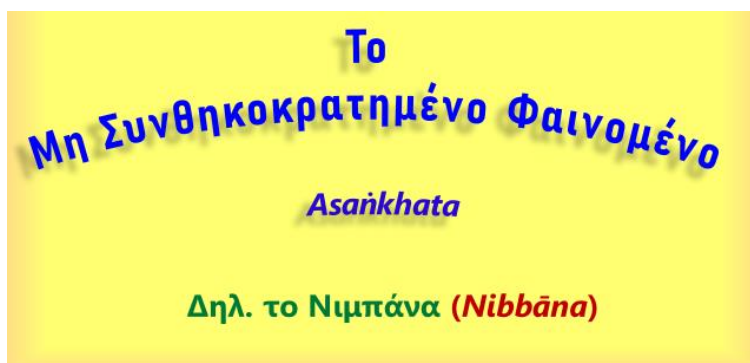 Το
Μη Συνθηκοκρατημένο Φαινομένο
Asaṅkhata
Δηλ. το Νιμπάνα (Nibbāna)